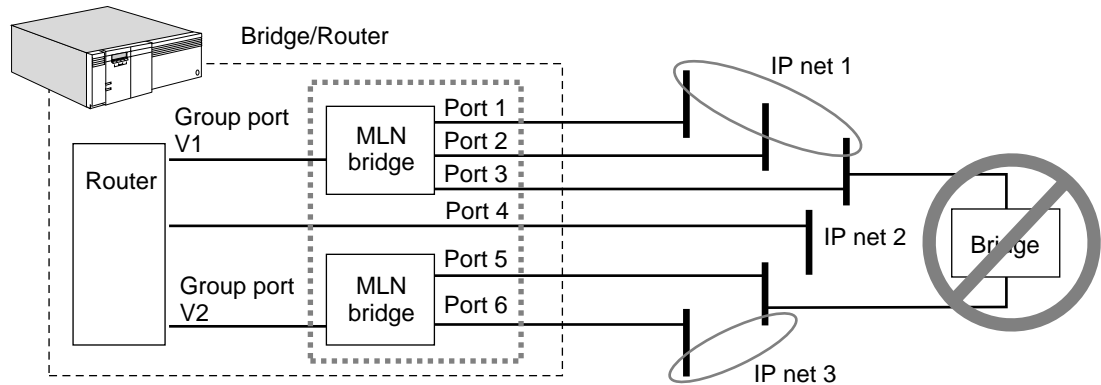 Bridge/Router
IP net 1
Group port
V1
MLN
bridge
Port 1
Port 2
Port 3
Router
Port 4
IP net 2
Bridge
Group port
V2
MLN
bridge
Port 5
Port 6
IP net 3